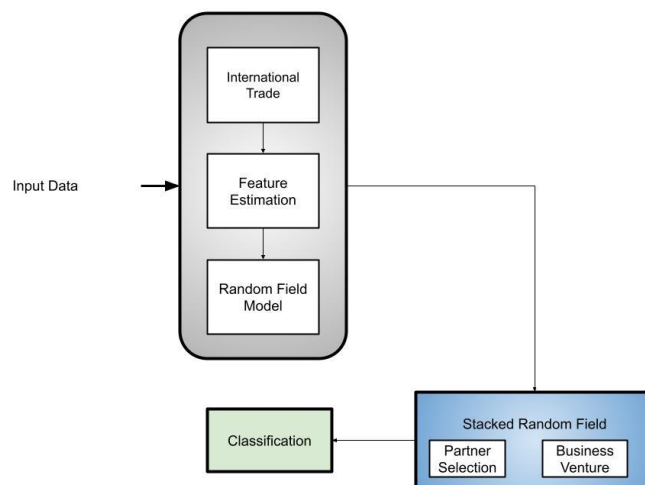 International
Trade
Input Data
Feature
Estimation
Random Field
Model
Stacked Random Field
Classification
Partner
Selection
Business
Venture